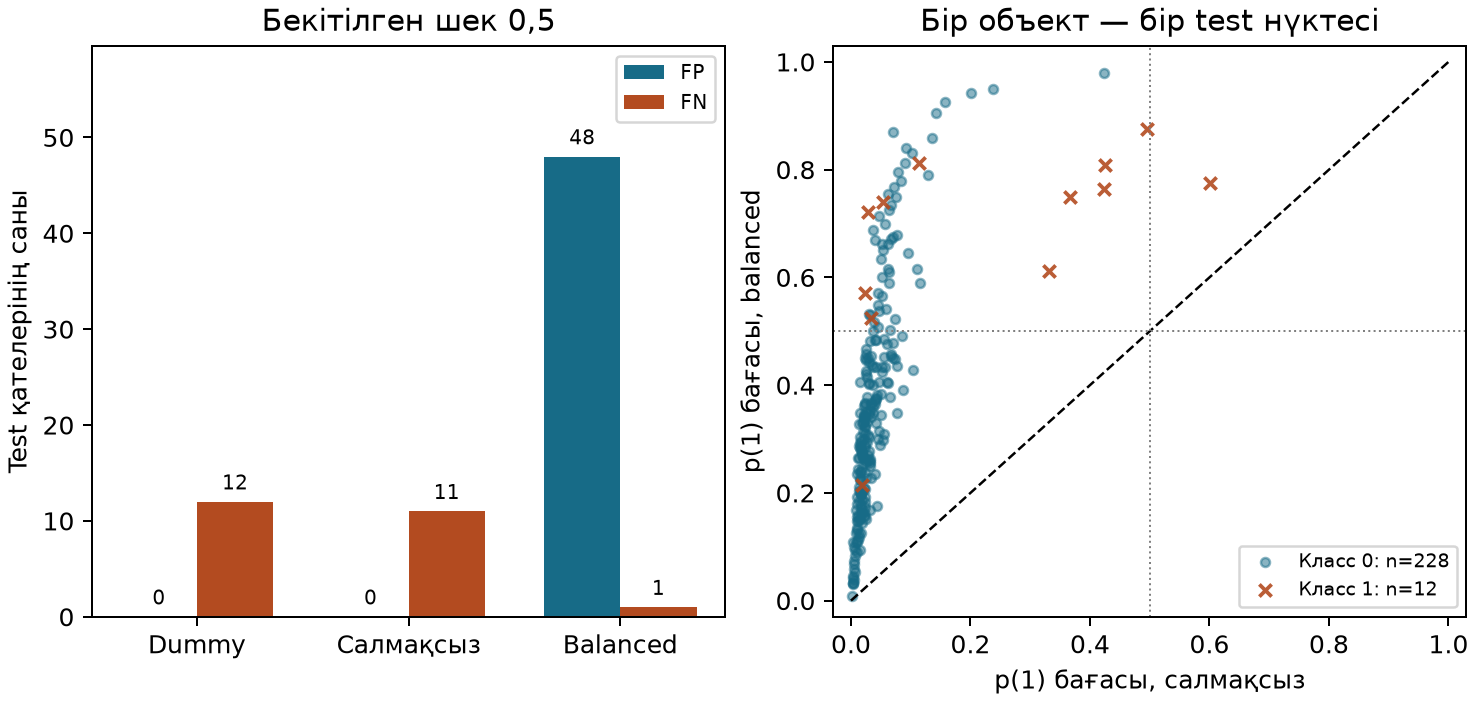 Бекітілген шек 0,5
Test қателерінің саны
50
40
30
20
10
0
FP
FN
0
12
0
11
48
1
Dummy
Салмақсыз
Balanced
Бір объект — бір test нүктесі
p(1) бағасы, balanced
1.0
0.8
0.6
0.4
0.2
0.0
Класс 0: n=228
Класс 1: n=12
0.0
0.2
0.4
0.6
0.8
1.0
p(1) бағасы, салмақсыз